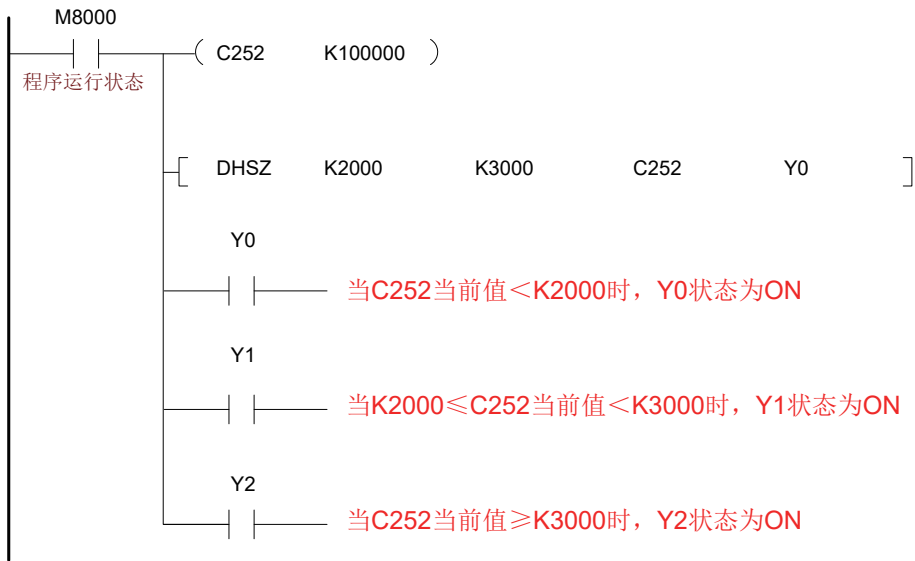 M8000
C252 K100000
程序运行状态
DHSZ K2000 K3000 C252 Y0
Y0
当C252当前值＜K2000时，Y0状态为ON
Y1
当K2000≤C252当前值＜K3000时，Y1状态为ON
Y2
当C252当前值≥K3000时，Y2状态为ON